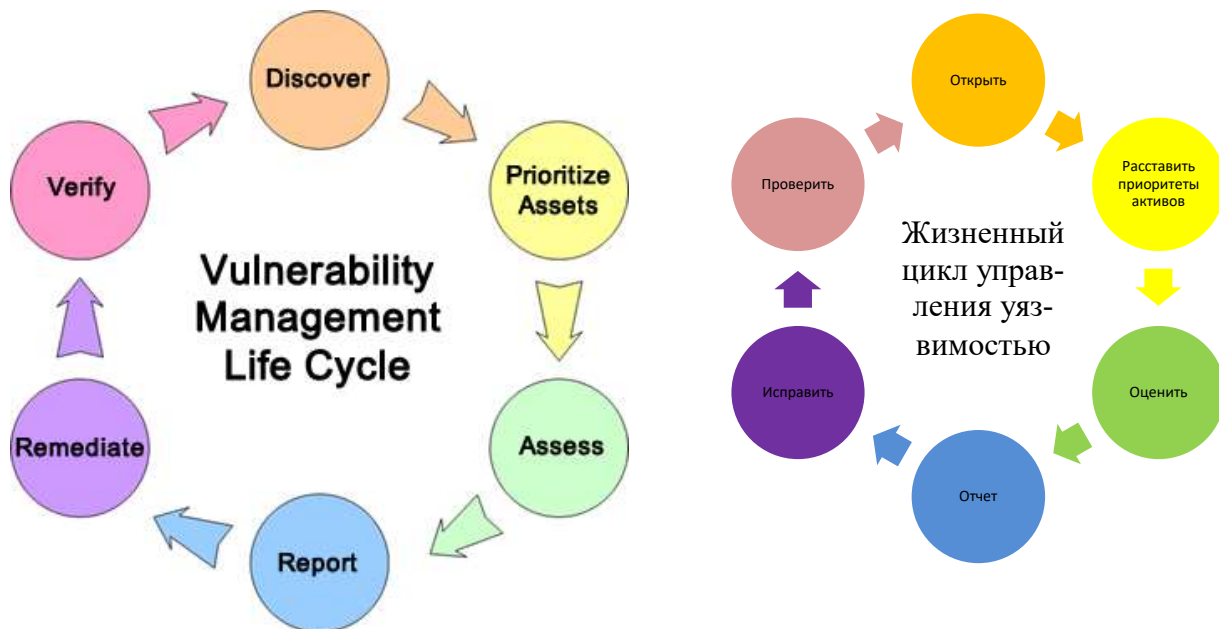 Discover
Prioritize
Assets
Assess
Report
Remediate
Verify
Vulnerability
Management
Life Cycle
Открыть
Расставить
приоритеты
активов
Оценить
Отчет
Исправить
Проверить
Жизненный
цикл управ-
ления уяз-
вимостью